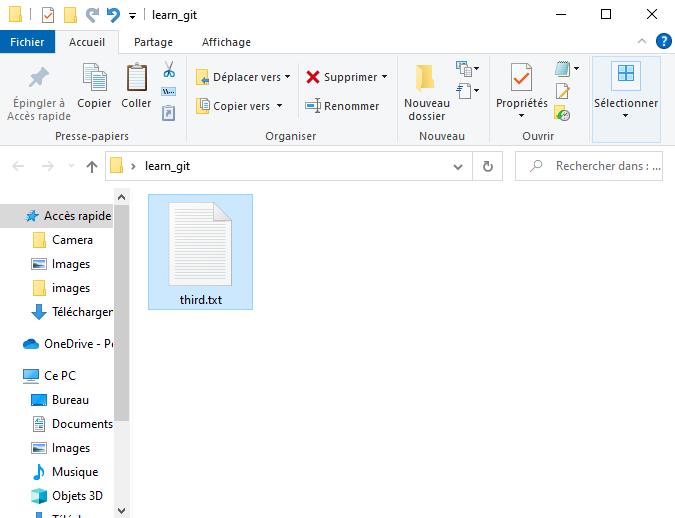 learn_git
Fichier Accueil Partage Affichage
Épingler à Accès rapide
Copier
Coller
Déplacer vers
Copier vers
Supprimer
Renommer
Nouveau dossier
Propriétés
Sélectionner
Presse-papiers Organiser Nouveau Ouvrir
learn_git
Rechercher dans : ...
Accès rapide
Camera
Images
images
Télécharger
OneDrive - Pe
Ce PC
Bureau
Documents
Images
Musique
Objets 3D
third.txt